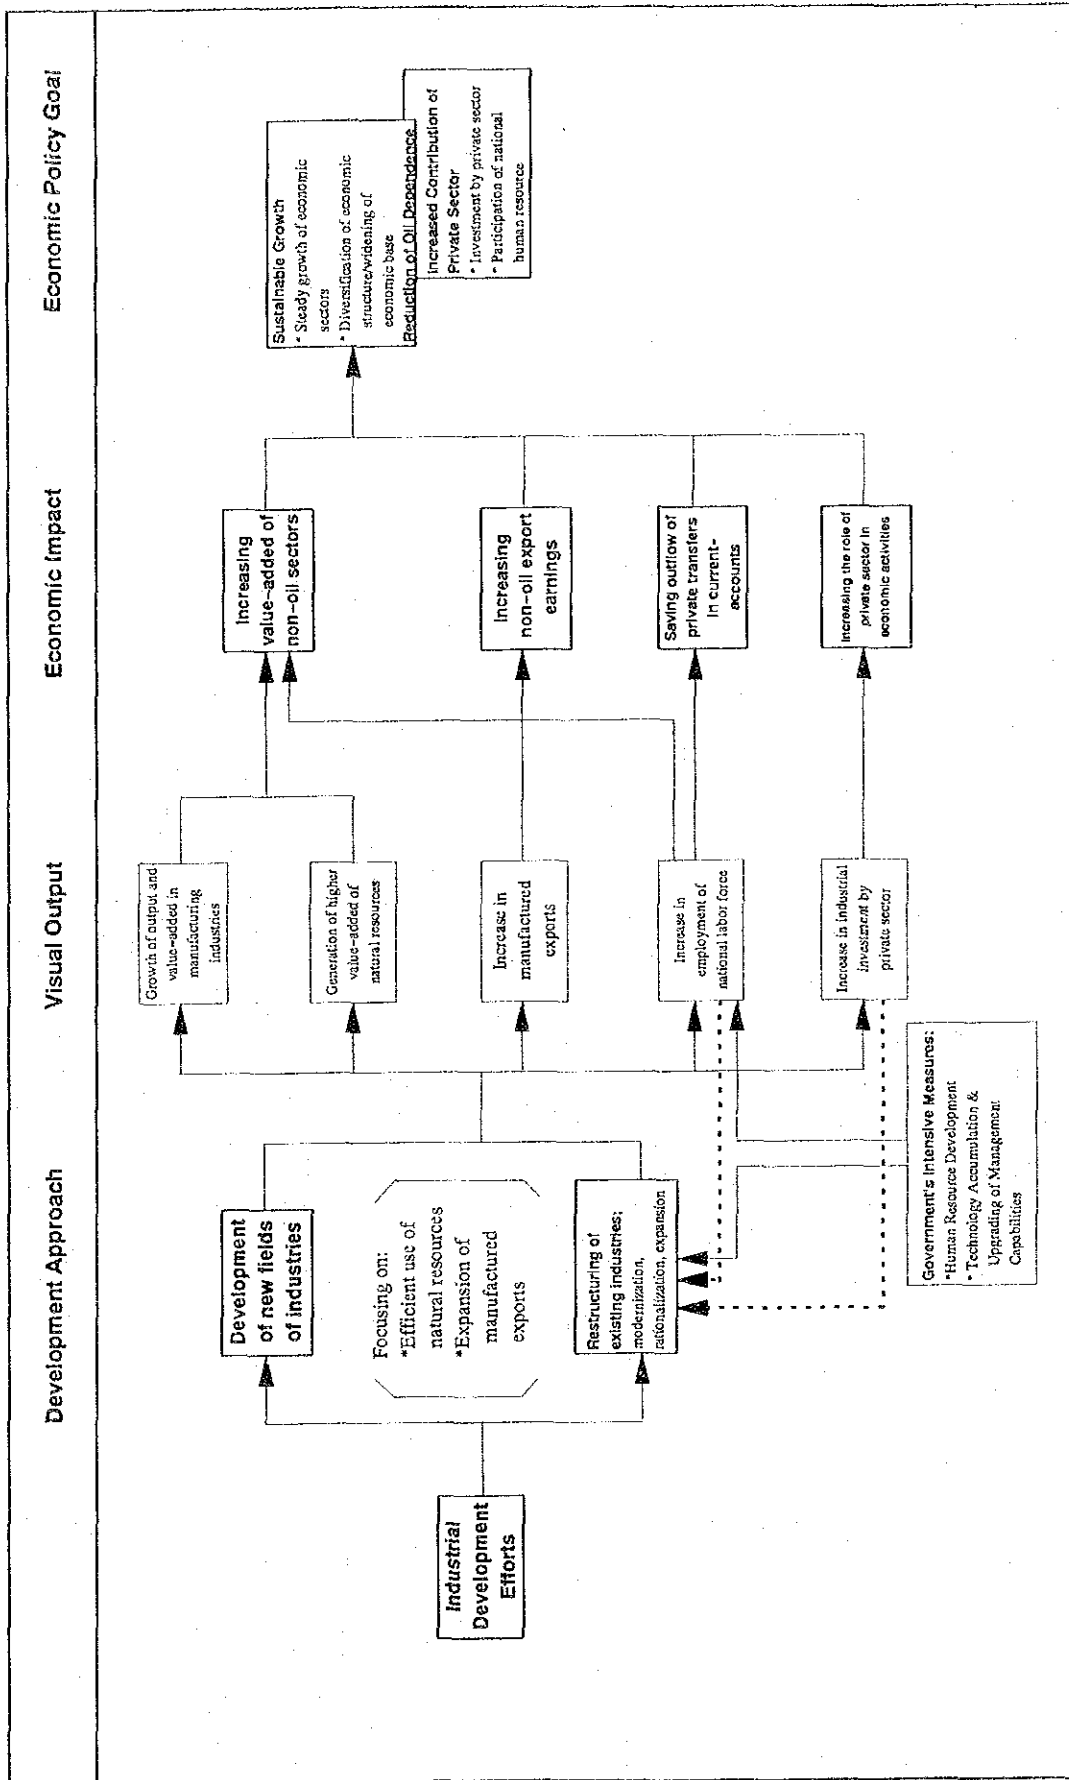 Development Approach
Visual Output
Economic Impact
Economic Policy Goal
Industrial
Development
Efforts
Development
of new fields
of industries
Focusing on:
*Efficient use of
natural resources
*Expansion of
manufactured
exports
Restructuring of
existing industries;
modernization,
rationalization, expansion
Government's Intensive Measures:
*Human Resource Development
* Technology Accumulation &
Upgrading of Management
Capabilities
Growth of output and
value-added in
manufacturing
industries
Generation of higher
value-added of
natural resources
Increase in
manufactured
exports
Increase in
employment of
national labor force
Increase in industrial
investment by
private sector
Increasing
value-added of
non-oil sectors
Increasing
non-oil export
earnings
Saving outflow of
private transfers
in current-
accounts
Increasing the role of
private sector in
economic activities
Sustainable Growth
* Steady growth of economic
sectors
* Diversification of economic
structure/widening of
economic base
Reduction of Oil Dependence
Increased Contribution of
Private Sector
* Investment by private sector
* Participation of national
human resource